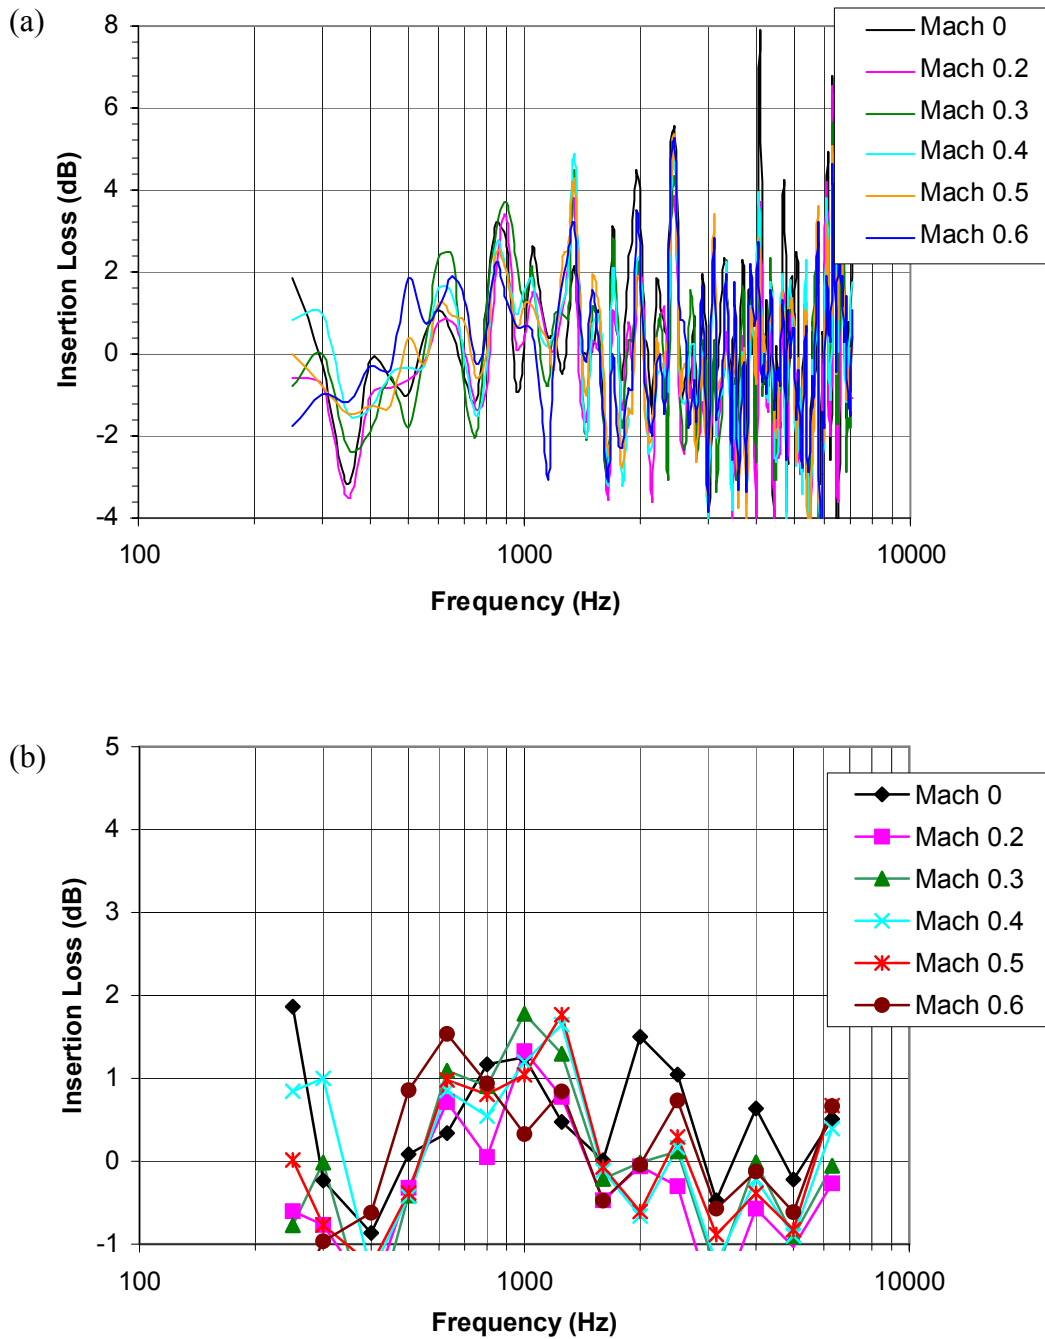 (a)
8
6
4
2
0
-2
-4
Insertion Loss (dB)
100
1000
10000
Frequency (Hz)
Mach 0
Mach 0.2
Mach 0.3
Mach 0.4
Mach 0.5
Mach 0.6
(b)
5
4
3
2
1
0
-1
Insertion Loss (dB)
100
1000
10000
Frequency (Hz)
Mach 0
Mach 0.2
Mach 0.3
Mach 0.4
Mach 0.5
Mach 0.6